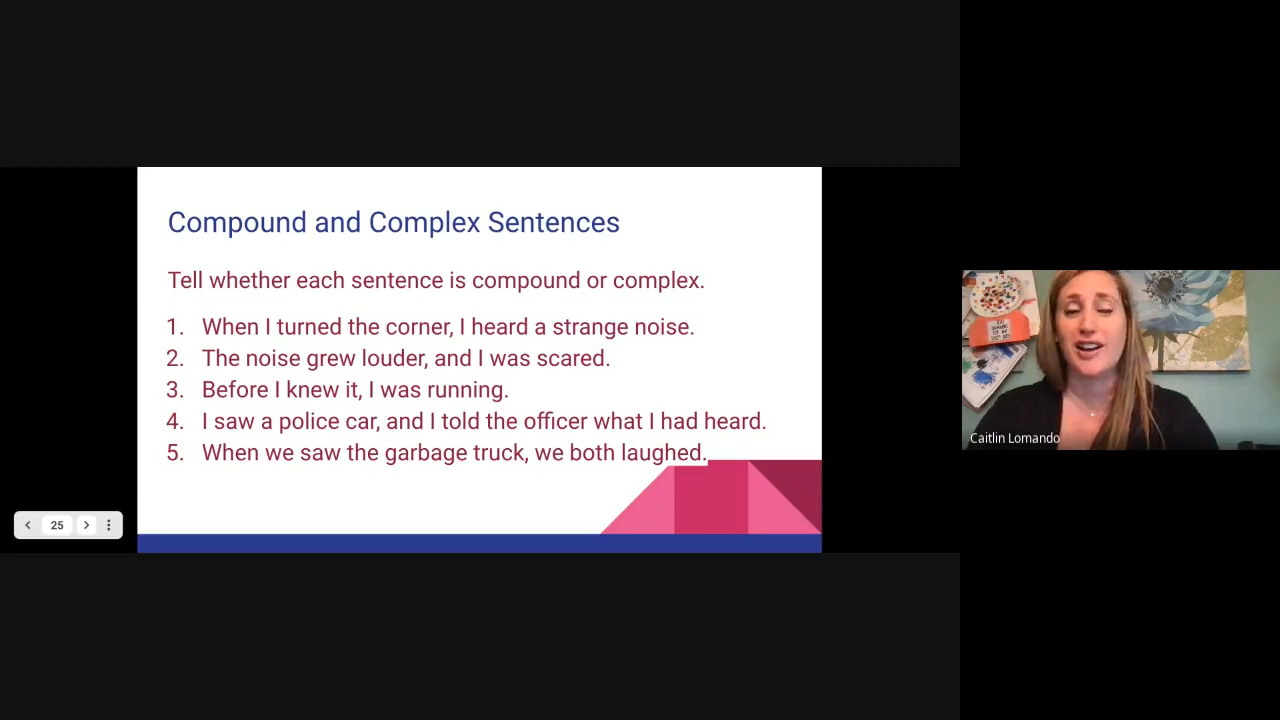 Compound and Complex Sentences
Tell whether each sentence is compound or complex.
1. When I turned the corner, I heard a strange noise.
2. The noise grew louder, and I was scared.
3. Before I knew it, I was running.
4. I saw a police car, and I told the officer what I had heard.
5. When we saw the garbage truck, we both laughed.
25
Caitlin Lomando